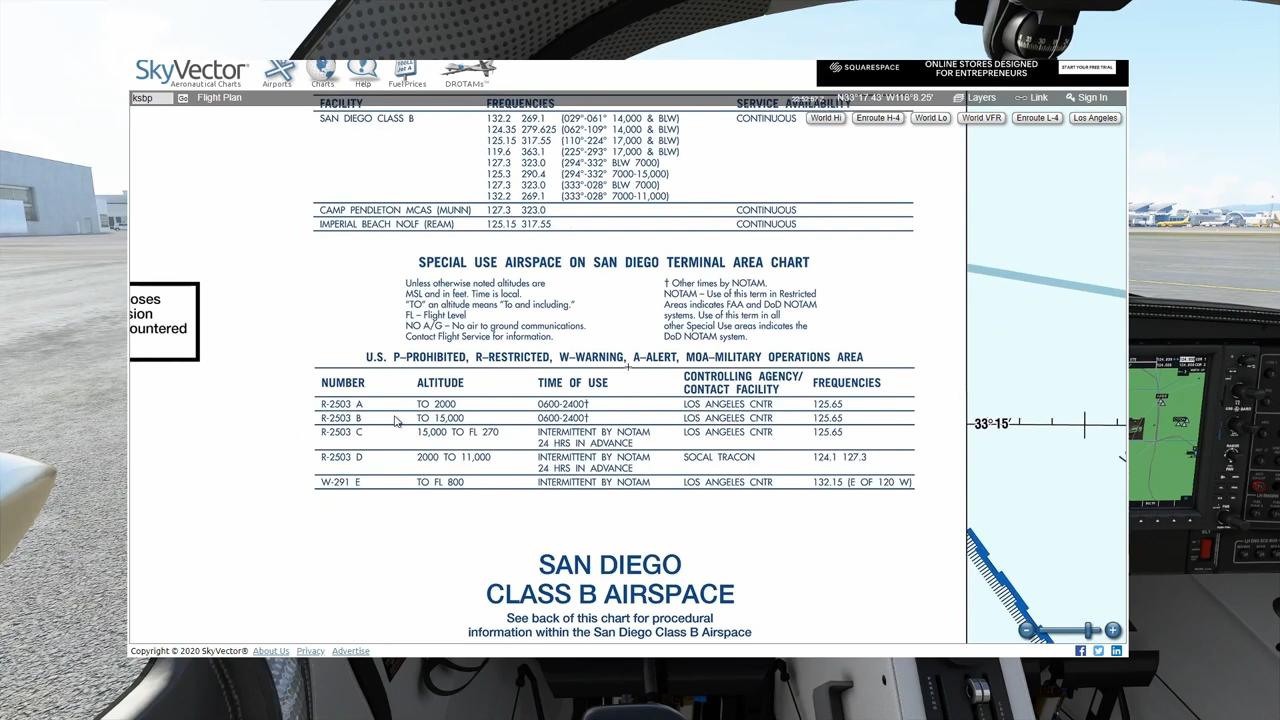 SkyVector
Aeronautical Charts
Airports
Charts
Help
TOOLS
Jet A
Fuel Prices
DROTAMs™
SQUARESPACE
ONLINE STORES DESIGNED
FOR ENTREPRENEURS
START YOUR FREE TRIAL
ksbp
Go
Flight Plan
N33°17.43' W118°8.25'
Layers
Link
Sign In
World Hi
Enroute H-4
World Lo
World VFR
Enroute L-4
Los Angeles
FACILITY FREQUENCIES SERVICE AVAILABILITY
SAN DIEGO CLASS B 132.2 269.1 (029°-061° 14,000 & BLW) CONTINUOUS
124.35 279.625 (062°-109° 14,000 & BLW)
125.15 317.55 (110°-224° 17,000 & BLW)
119.6 363.1 (225°-293° 17,000 & BLW)
127.3 323.0 (294°-332° BLW 7000)
125.3 290.4 (294°-332° 7000-15,000)
127.3 323.0 (333°-028° BLW 7000)
132.2 269.1 (333°-028° 7000-11,000)
CAMP PENDLETON MCAS (MUNN) 127.3 323.0 CONTINUOUS
IMPERIAL BEACH NOLF (REAM) 125.15 317.55 CONTINUOUS
SPECIAL USE AIRSPACE ON SAN DIEGO TERMINAL AREA CHART
Unless otherwise noted altitudes are
MSL and in feet. Time is local.
"TO" an altitude means "To and including."
FL – Flight Level
NO A/G – No air to ground communications.
Contact Flight Service for information.
† Other times by NOTAM.
NOTAM – Use of this term in Restricted
Areas indicates FAA and DoD NOTAM
systems. Use of this term in all
other Special Use areas indicates the
DoD NOTAM system.
U.S. P–PROHIBITED, R–RESTRICTED, W–WARNING, A–ALERT, MOA–MILITARY OPERATIONS AREA
NUMBER ALTITUDE TIME OF USE CONTROLLING AGENCY/
CONTACT FACILITY FREQUENCIES
R-2503 A TO 2000 0600-2400† LOS ANGELES CNTR 125.65
R-2503 B TO 15,000 0600-2400† LOS ANGELES CNTR 125.65
R-2503 C 15,000 TO FL 270 INTERMITTENT BY NOTAM LOS ANGELES CNTR 125.65
24 HRS IN ADVANCE
R-2503 D 2000 TO 11,000 INTERMITTENT BY NOTAM SOCAL TRACON 124.1 127.3
24 HRS IN ADVANCE
W-291 E TO FL 800 INTERMITTENT BY NOTAM LOS ANGELES CNTR 132.15 (E OF 120 W)
SAN DIEGO
CLASS B AIRSPACE
See back of this chart for procedural
information within the San Diego Class B Airspace
oses
sion
ountered
33°15'
Copyright © 2020 SkyVector® About Us Privacy Advertise